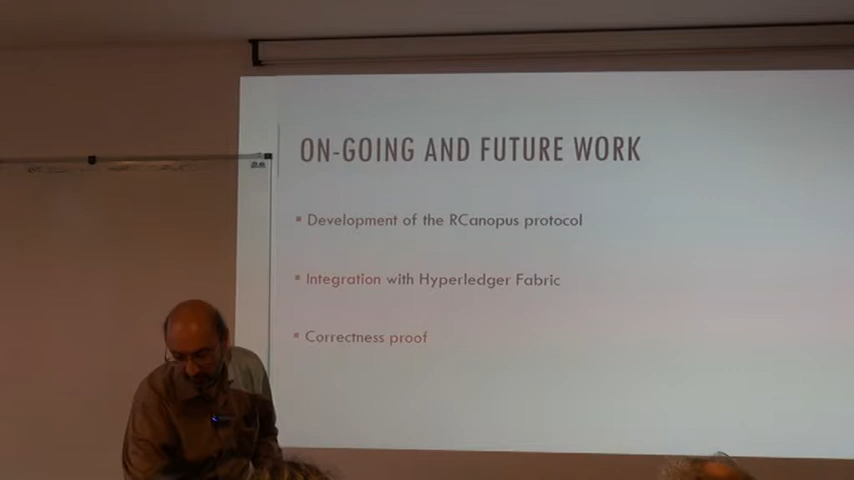 ON-GOING AND FUTURE WORK
▪ Development of the RCanopus protocol
▪ Integration with Hyperledger Fabric
▪ Correctness proof